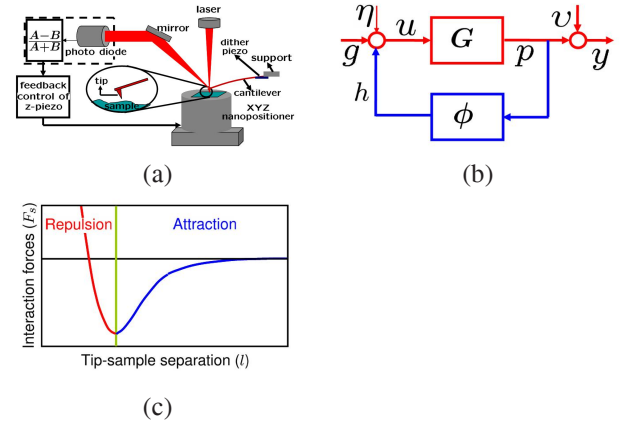 laser
mirror
A−B
A+B
photo diode
dither
piezo
support
feedback
control of
z-piezo
tip
sample
cantilever
XYZ
nanopositioner
(a)
η
υ
g
u
G
p
y
h
ϕ
(b)
Repulsion
Attraction
Interaction forces (Fs)
Tip-sample separation (l)
(c)